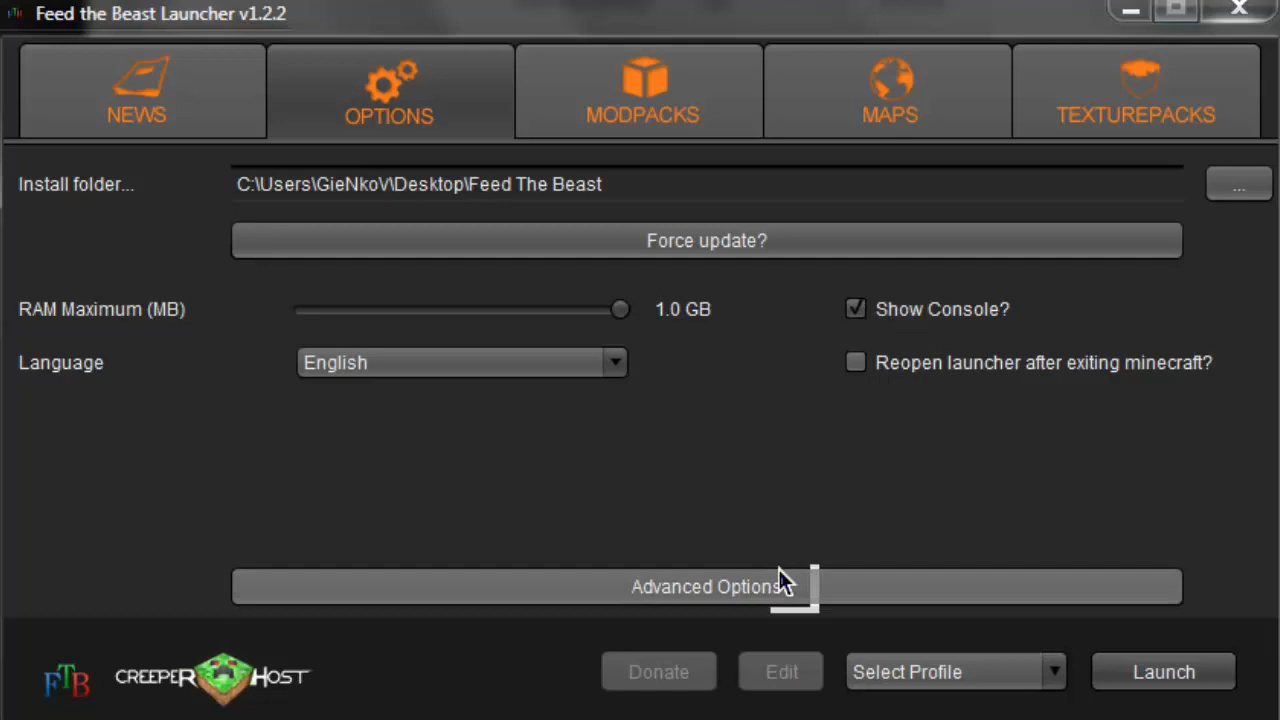 Feed the Beast Launcher v1.2.2
NEWS
OPTIONS
MODPACKS
MAPS
TEXTUREPACKS
Install folder...
C:\Users\GieNkoV\Desktop\Feed The Beast
...
Force update?
RAM Maximum (MB)
1.0 GB
Show Console?
Language
English
Reopen launcher after exiting minecraft?
Advanced Options
FTB
CREEPER HOST
Donate
Edit
Select Profile
Launch